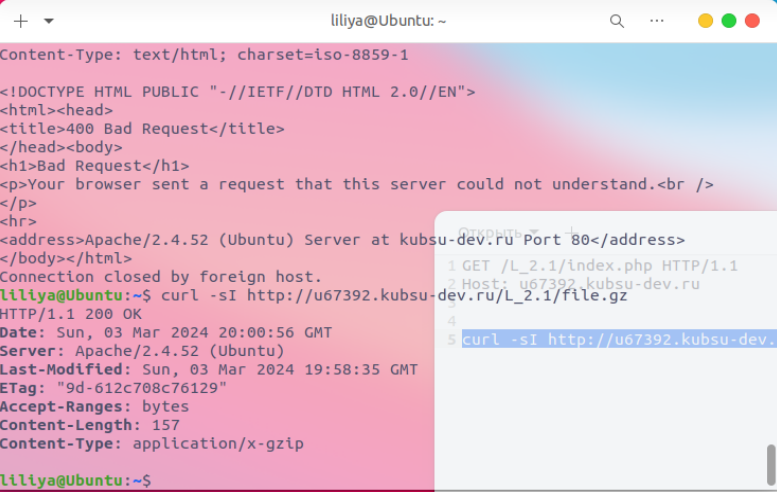 liliya@Ubuntu: ~
Content-Type: text/html; charset=iso-8859-1
<!DOCTYPE HTML PUBLIC "-//IETF//DTD HTML 2.0//EN">
<html><head>
<title>400 Bad Request</title>
</head><body>
<h1>Bad Request</h1>
<p>Your browser sent a request that this server could not understand.<br />
</p>
<hr>
<address>Apache/2.4.52 (Ubuntu) Server at kubsu-dev.ru Port 80</address>
</body></html>
Connection closed by foreign host.
liliya@Ubuntu:~$ curl -sI http://u67392.kubsu-dev.ru/L_2.1/file.gz
HTTP/1.1 200 OK
Date: Sun, 03 Mar 2024 20:00:56 GMT
Server: Apache/2.4.52 (Ubuntu)
Last-Modified: Sun, 03 Mar 2024 19:58:35 GMT
ETag: "9d-612c708c76129"
Accept-Ranges: bytes
Content-Length: 157
Content-Type: application/x-gzip
liliya@Ubuntu:~$
Открыть
1 GET /L_2.1/index.php HTTP/1.1
2 Host: u67392.kubsu-dev.ru
3
4
5 curl -sI http://u67392.kubsu-dev.